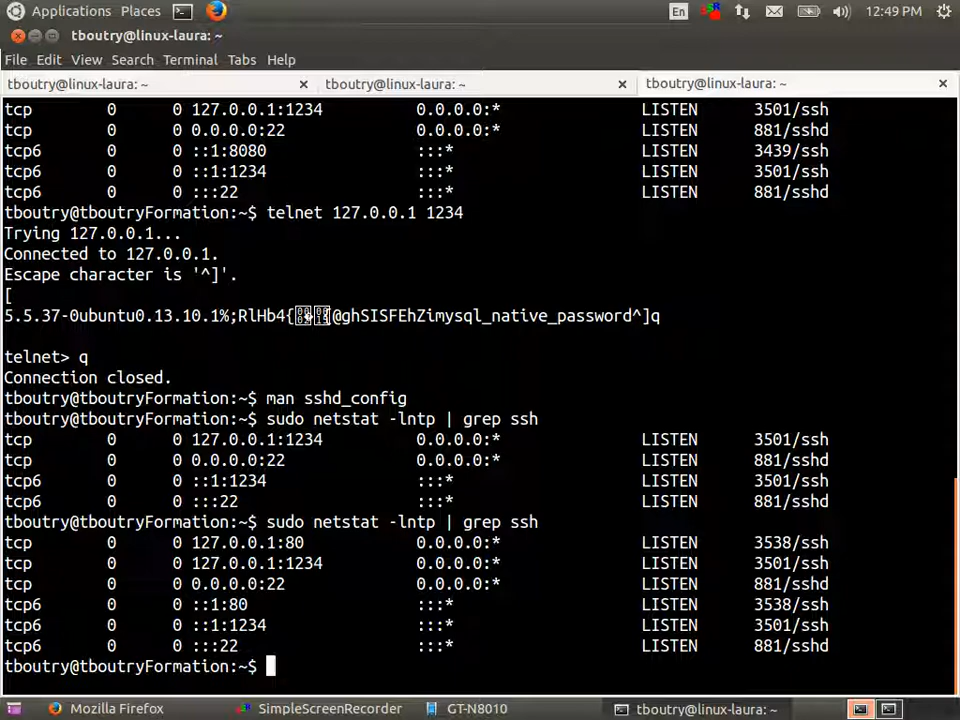 Applications Places En 12:49 PM
tboutry@linux-laura: ~
File Edit View Search Terminal Tabs Help
tboutry@linux-laura: ~ × tboutry@linux-laura: ~ × tboutry@linux-laura: ~ ×
tcp 0 0 127.0.0.1:1234 0.0.0.0:* LISTEN 3501/ssh
tcp 0 0 0.0.0.0:22 0.0.0.0:* LISTEN 881/sshd
tcp6 0 0 ::1:8080 :::* LISTEN 3439/ssh
tcp6 0 0 ::1:1234 :::* LISTEN 3501/ssh
tcp6 0 0 :::22 :::* LISTEN 881/sshd
tboutry@tboutryFormation:~$ telnet 127.0.0.1 1234
Trying 127.0.0.1...
Connected to 127.0.0.1.
Escape character is '^]'.
[
5.5.37-0ubuntu0.13.10.1%;RlHb4{@ghSISFEhZimysql_native_password^]q
telnet> q
Connection closed.
tboutry@tboutryFormation:~$ man sshd_config
tboutry@tboutryFormation:~$ sudo netstat -lntp | grep ssh
tcp 0 0 127.0.0.1:1234 0.0.0.0:* LISTEN 3501/ssh
tcp 0 0 0.0.0.0:22 0.0.0.0:* LISTEN 881/sshd
tcp6 0 0 ::1:1234 :::* LISTEN 3501/ssh
tcp6 0 0 :::22 :::* LISTEN 881/sshd
tboutry@tboutryFormation:~$ sudo netstat -lntp | grep ssh
tcp 0 0 127.0.0.1:80 0.0.0.0:* LISTEN 3538/ssh
tcp 0 0 127.0.0.1:1234 0.0.0.0:* LISTEN 3501/ssh
tcp 0 0 0.0.0.0:22 0.0.0.0:* LISTEN 881/sshd
tcp6 0 0 ::1:80 :::* LISTEN 3538/ssh
tcp6 0 0 ::1:1234 :::* LISTEN 3501/ssh
tcp6 0 0 :::22 :::* LISTEN 881/sshd
tboutry@tboutryFormation:~$
Mozilla Firefox SimpleScreenRecorder GT-N8010 tboutry@linux-laura: ~